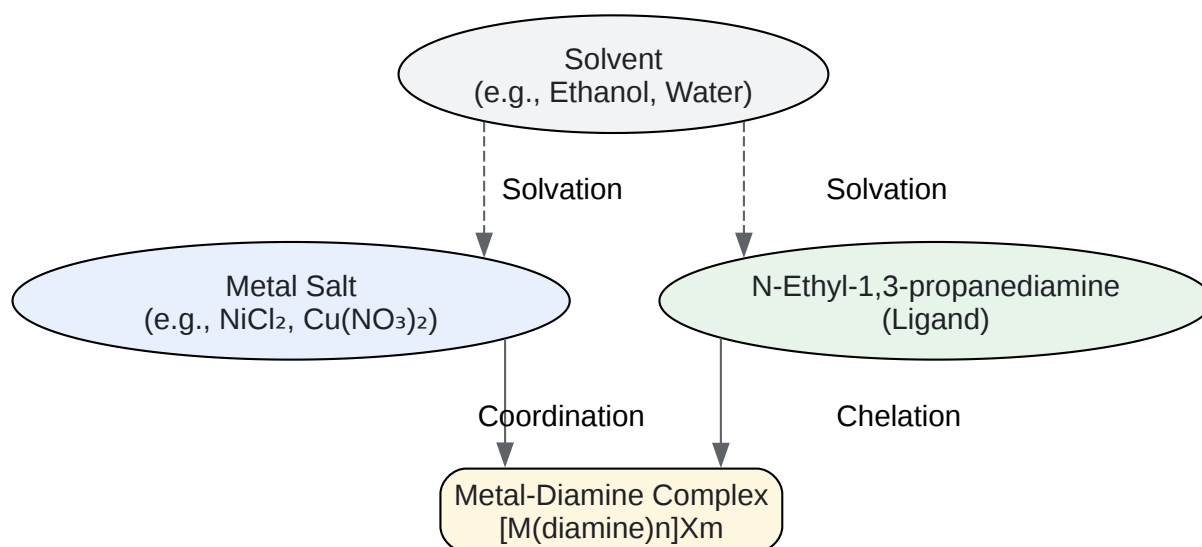 Solvent
(e.g., Ethanol, Water)
Solvation
Solvation
Metal Salt
(e.g., NiCl₂, Cu(NO₃)₂)
N-Ethyl-1,3-propanediamine
(Ligand)
Coordination
Chelation
Metal-Diamine Complex
[M(diamine)n]Xm